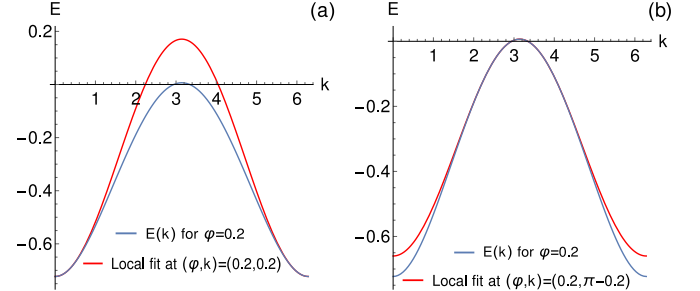 E
(a)
0.2
k
1 2 3 4 5 6
-0.2
-0.4
-0.6
E(k) for φ=0.2
Local fit at (φ,k)=(0.2,0.2)
E
(b)
k
1 2 3 4 5 6
-0.2
-0.4
-0.6
E(k) for φ=0.2
Local fit at (φ,k)=(0.2,π-0.2)